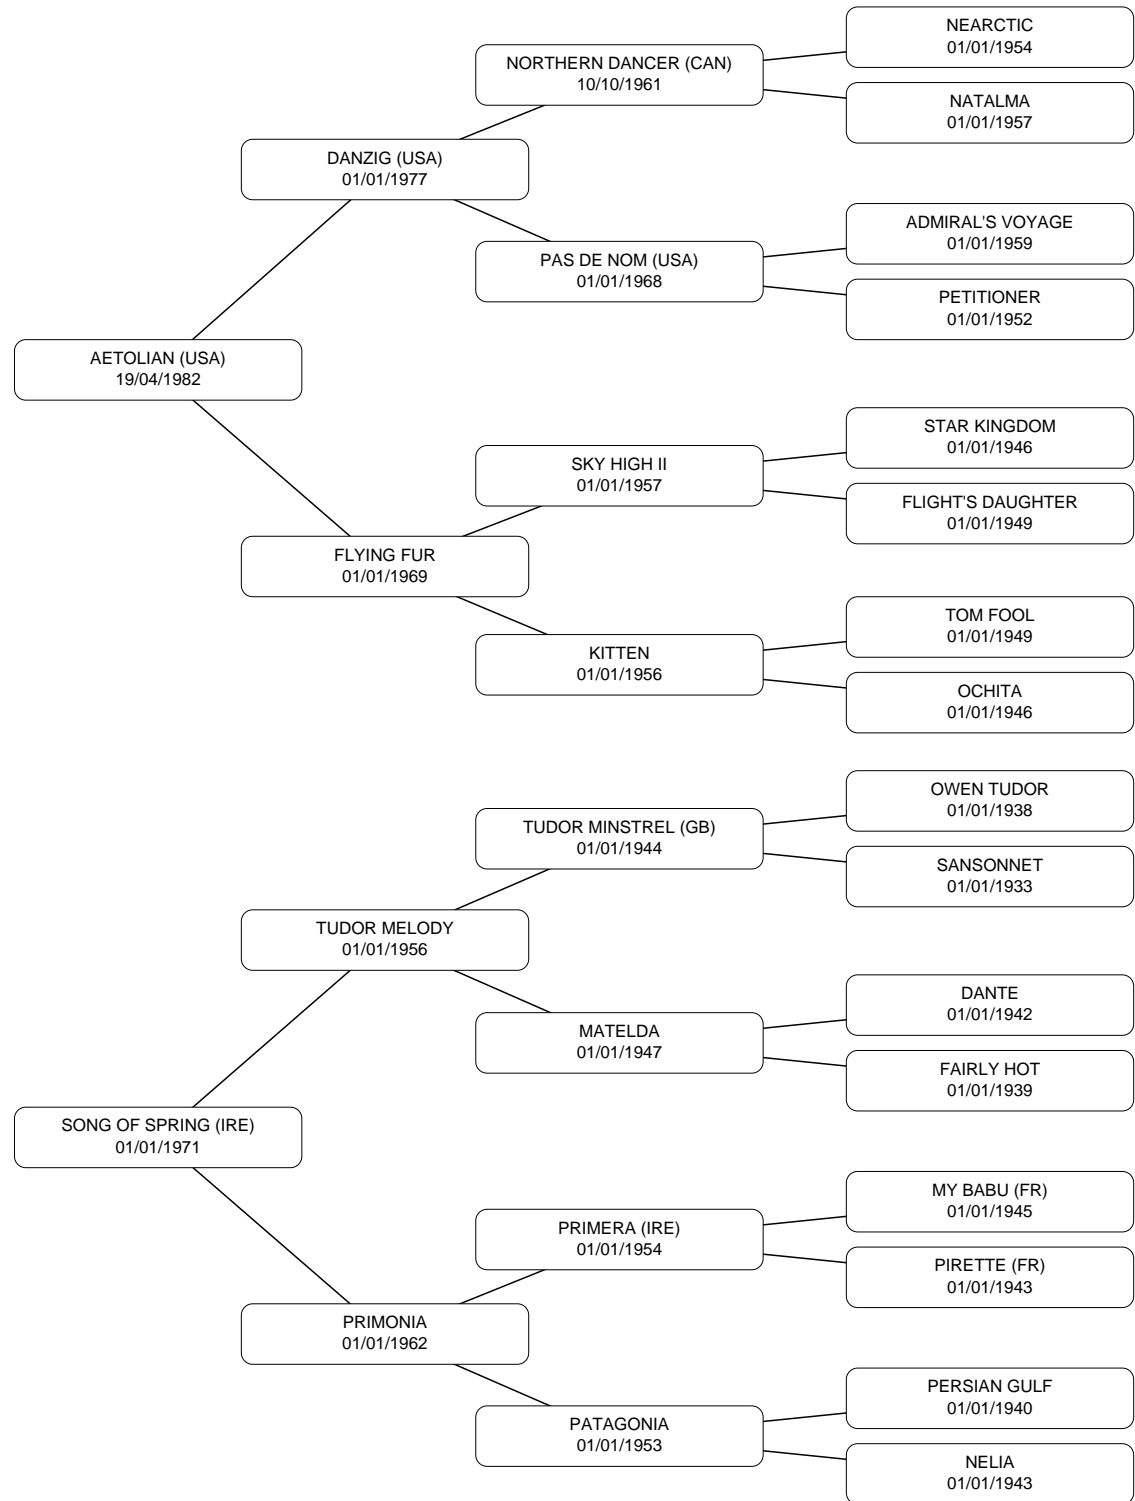 NEARCTIC
01/01/1954
NORTHERN DANCER (CAN)
10/10/1961
NATALMA
01/01/1957
DANZIG (USA)
01/01/1977
ADMIRAL'S VOYAGE
01/01/1959
PAS DE NOM (USA)
01/01/1968
PETITIONER
01/01/1952
AETOLIAN (USA)
19/04/1982
STAR KINGDOM
01/01/1946
SKY HIGH II
01/01/1957
FLIGHT'S DAUGHTER
01/01/1949
FLYING FUR
01/01/1969
TOM FOOL
01/01/1949
KITTEN
01/01/1956
OCHITA
01/01/1946
OWEN TUDOR
01/01/1938
TUDOR MINSTREL (GB)
01/01/1944
SANSONNET
01/01/1933
TUDOR MELODY
01/01/1956
DANTE
01/01/1942
MATELDA
01/01/1947
FAIRLY HOT
01/01/1939
SONG OF SPRING (IRE)
01/01/1971
MY BABU (FR)
01/01/1945
PRIMERA (IRE)
01/01/1954
PIRETTE (FR)
01/01/1943
PRIMONIA
01/01/1962
PERSIAN GULF
01/01/1940
PATAGONIA
01/01/1953
NELIA
01/01/1943